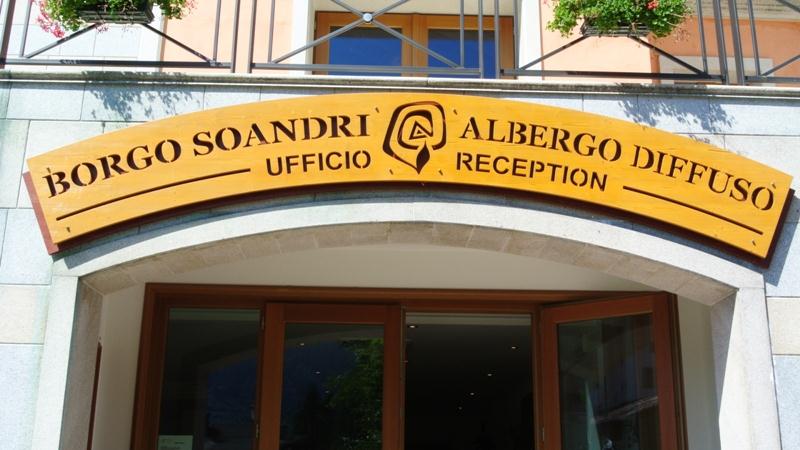 BORGO SOANDRI ALBERGO DIFFUSO
UFFICIO RECEPTION